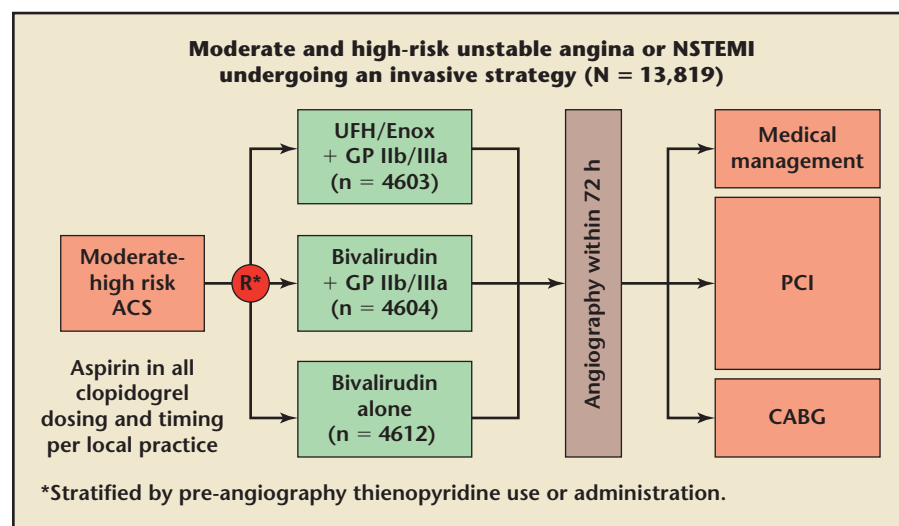 Moderate and high-risk unstable angina or NSTEMI
undergoing an invasive strategy (N = 13,819)
UFH/Enox
+ GP IIb/IIIa
(n = 4603)
Medical
management
Moderate-
high risk
ACS
R*
Bivalirudin
+ GP IIb/IIIa
(n = 4604)
Angiography within 72 h
PCI
Aspirin in all
clopidogrel
dosing and timing
per local practice
Bivalirudin
alone
(n = 4612)
CABG
*Stratified by pre-angiography thienopyridine use or administration.